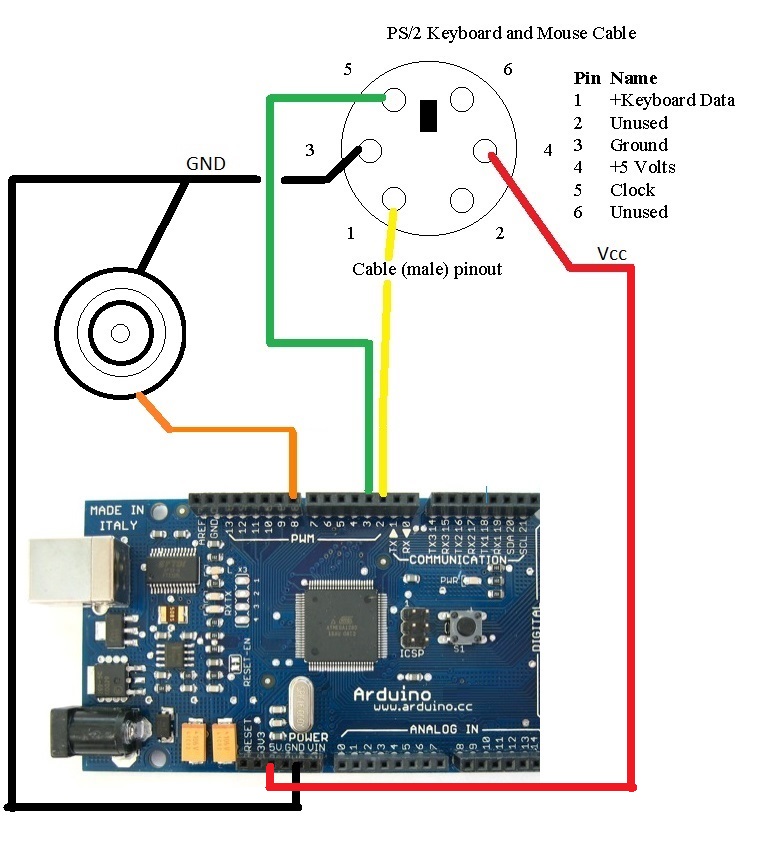 PS/2 Keyboard and Mouse Cable
5
6
Pin Name
1 +Keyboard Data
2 Unused
3 Ground
4 +5 Volts
5 Clock
6 Unused
GND
3
4
1
2
Vcc
Cable (male) pinout
MADE IN
ITALY
AREF
GND
13
12
11
10
9
8
7
6
5
4
3
2
1
0
PWM
TX
RX
TX3 14
RX3 15
TX2 16
RX2 17
TX1 18
RX1 19
SDA 20
SCL 21
COMMUNICATION
PWR
RXTX
4 3 2 1
RESET-EN
ICSP
S1
DIGITAL
Arduino
www.arduino.cc
POWER
RESET
3V3
5V
GND
VIN
ANALOG IN
0
1
2
3
4
5
6
7
8
9
10
11
12
13
14